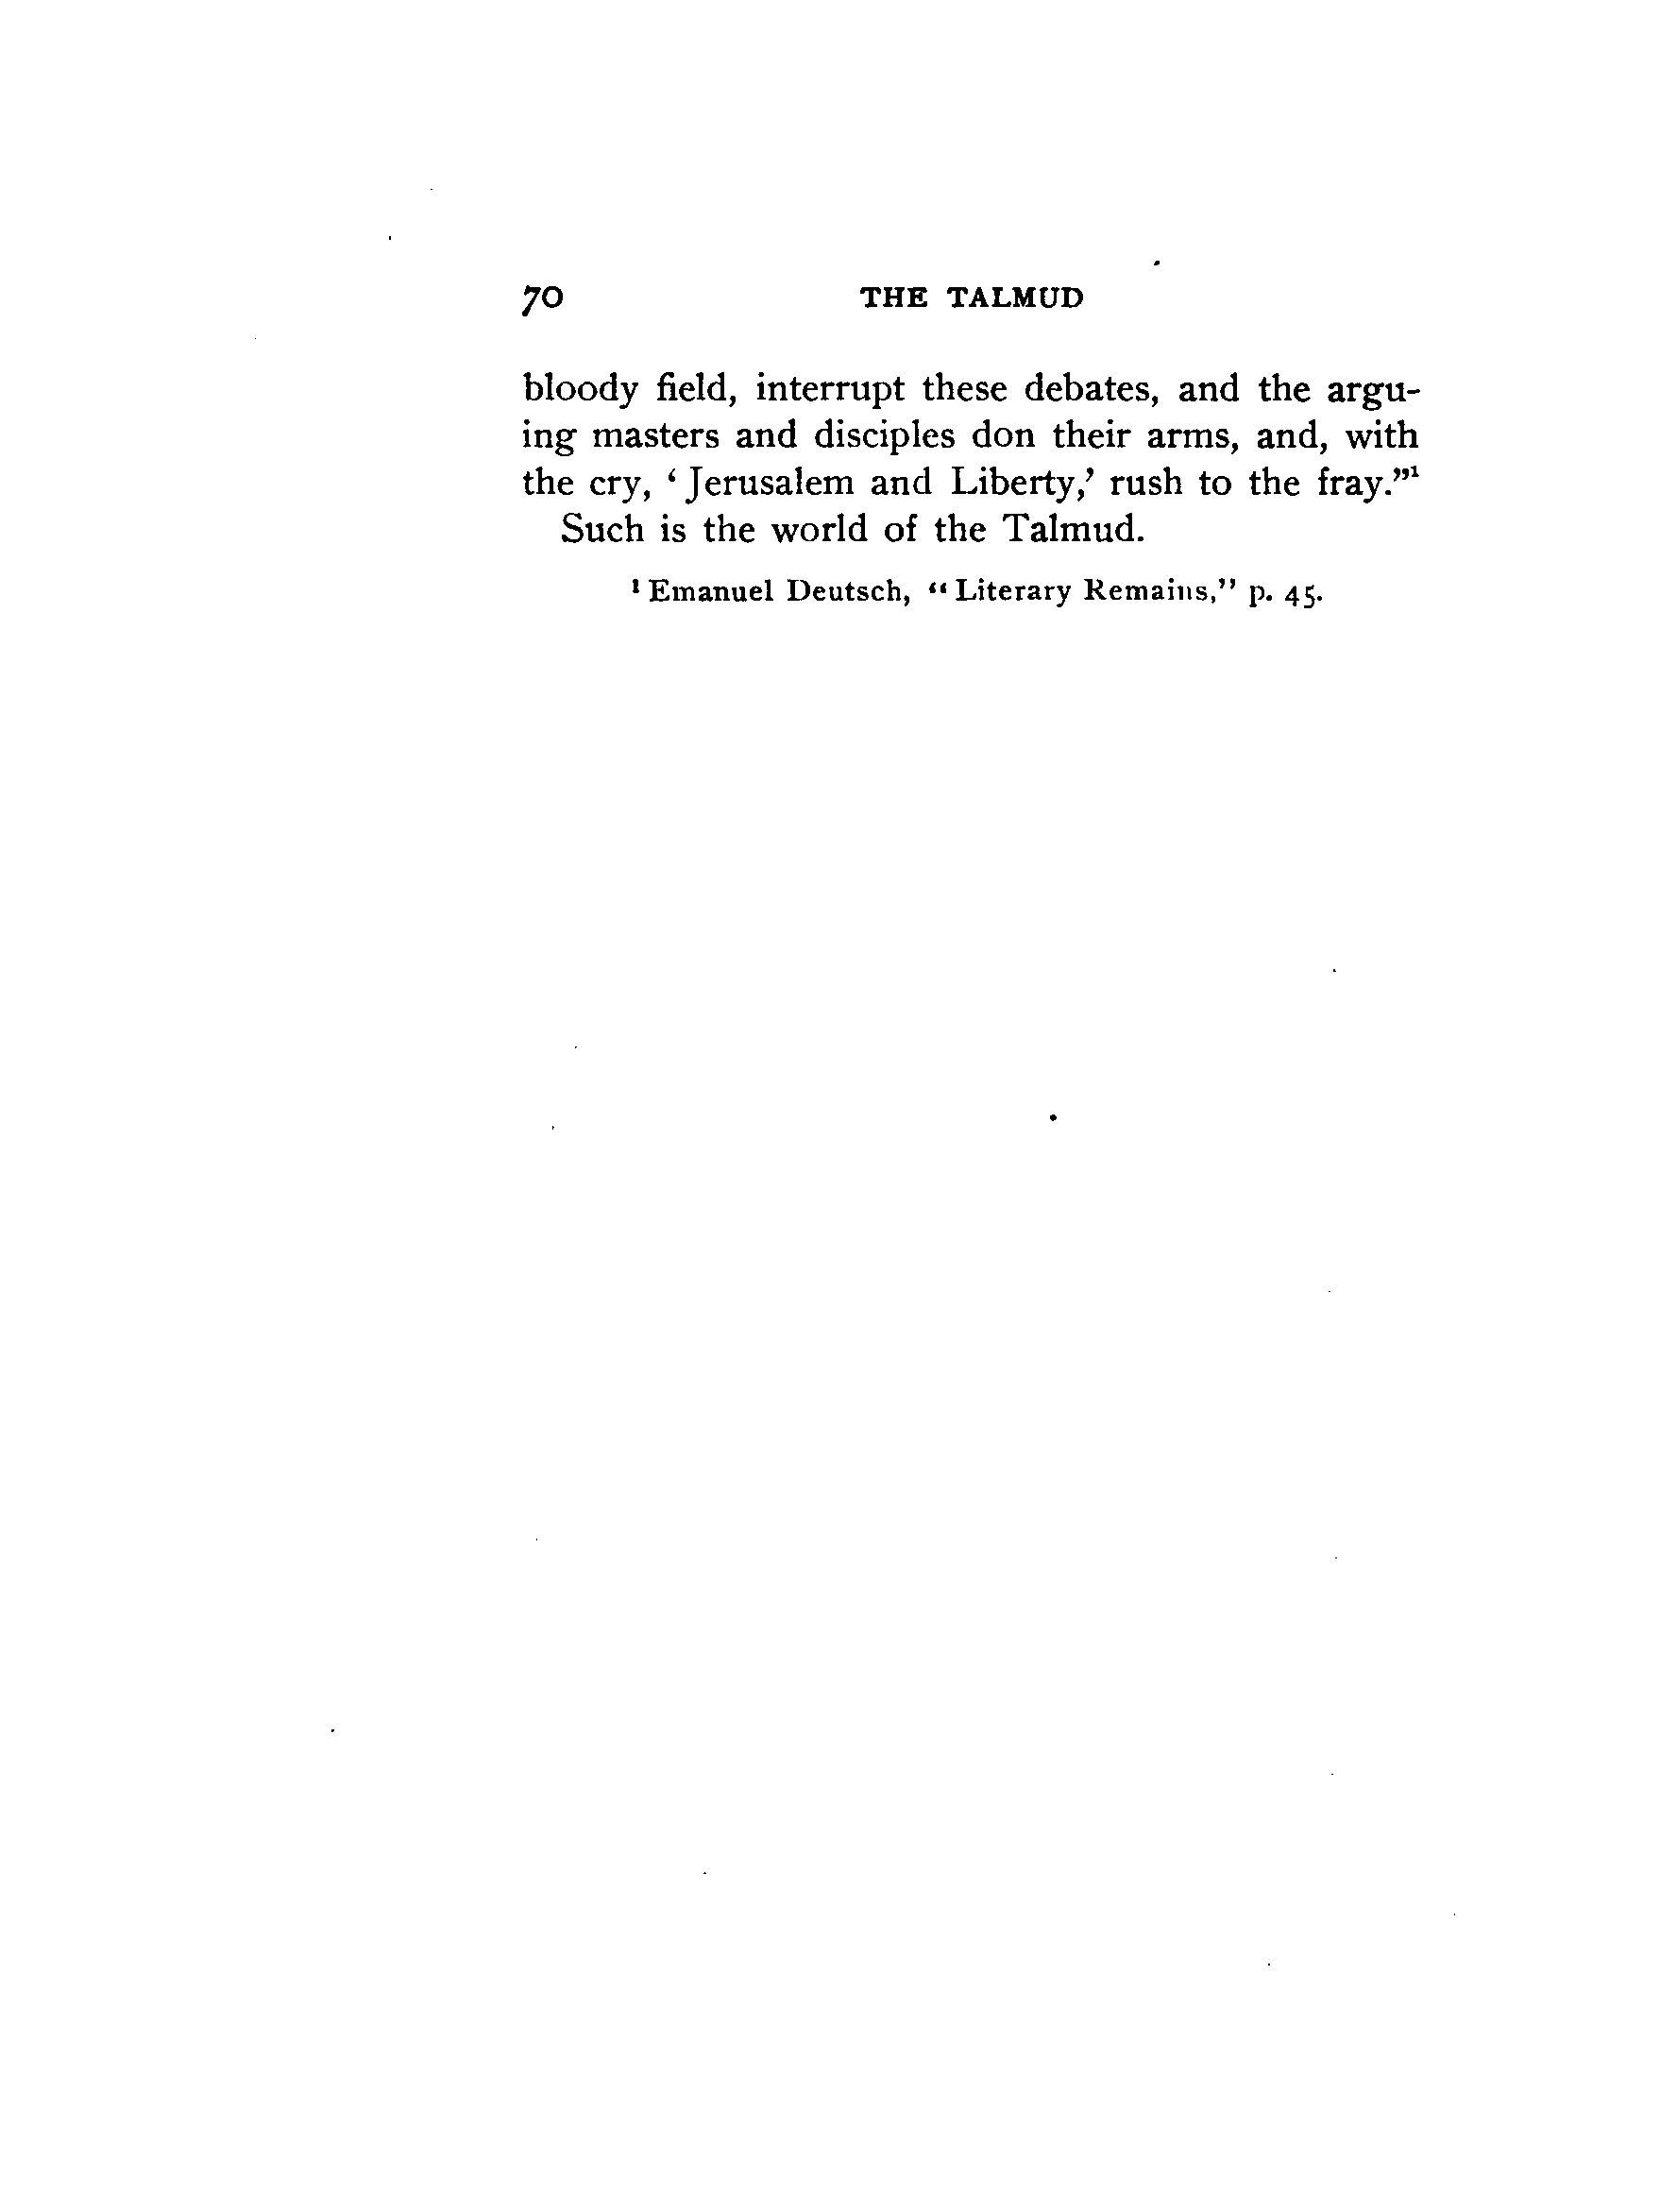 70 THE TALMUD
bloody field, interrupt these debates, and the argu-
ing masters and disciples don their arms, and, with
the cry, ‘Jerusalem and Liberty,’ rush to the fray.”¹
Such is the world of the Talmud.
¹ Emanuel Deutsch, “Literary Remains,” p. 45.